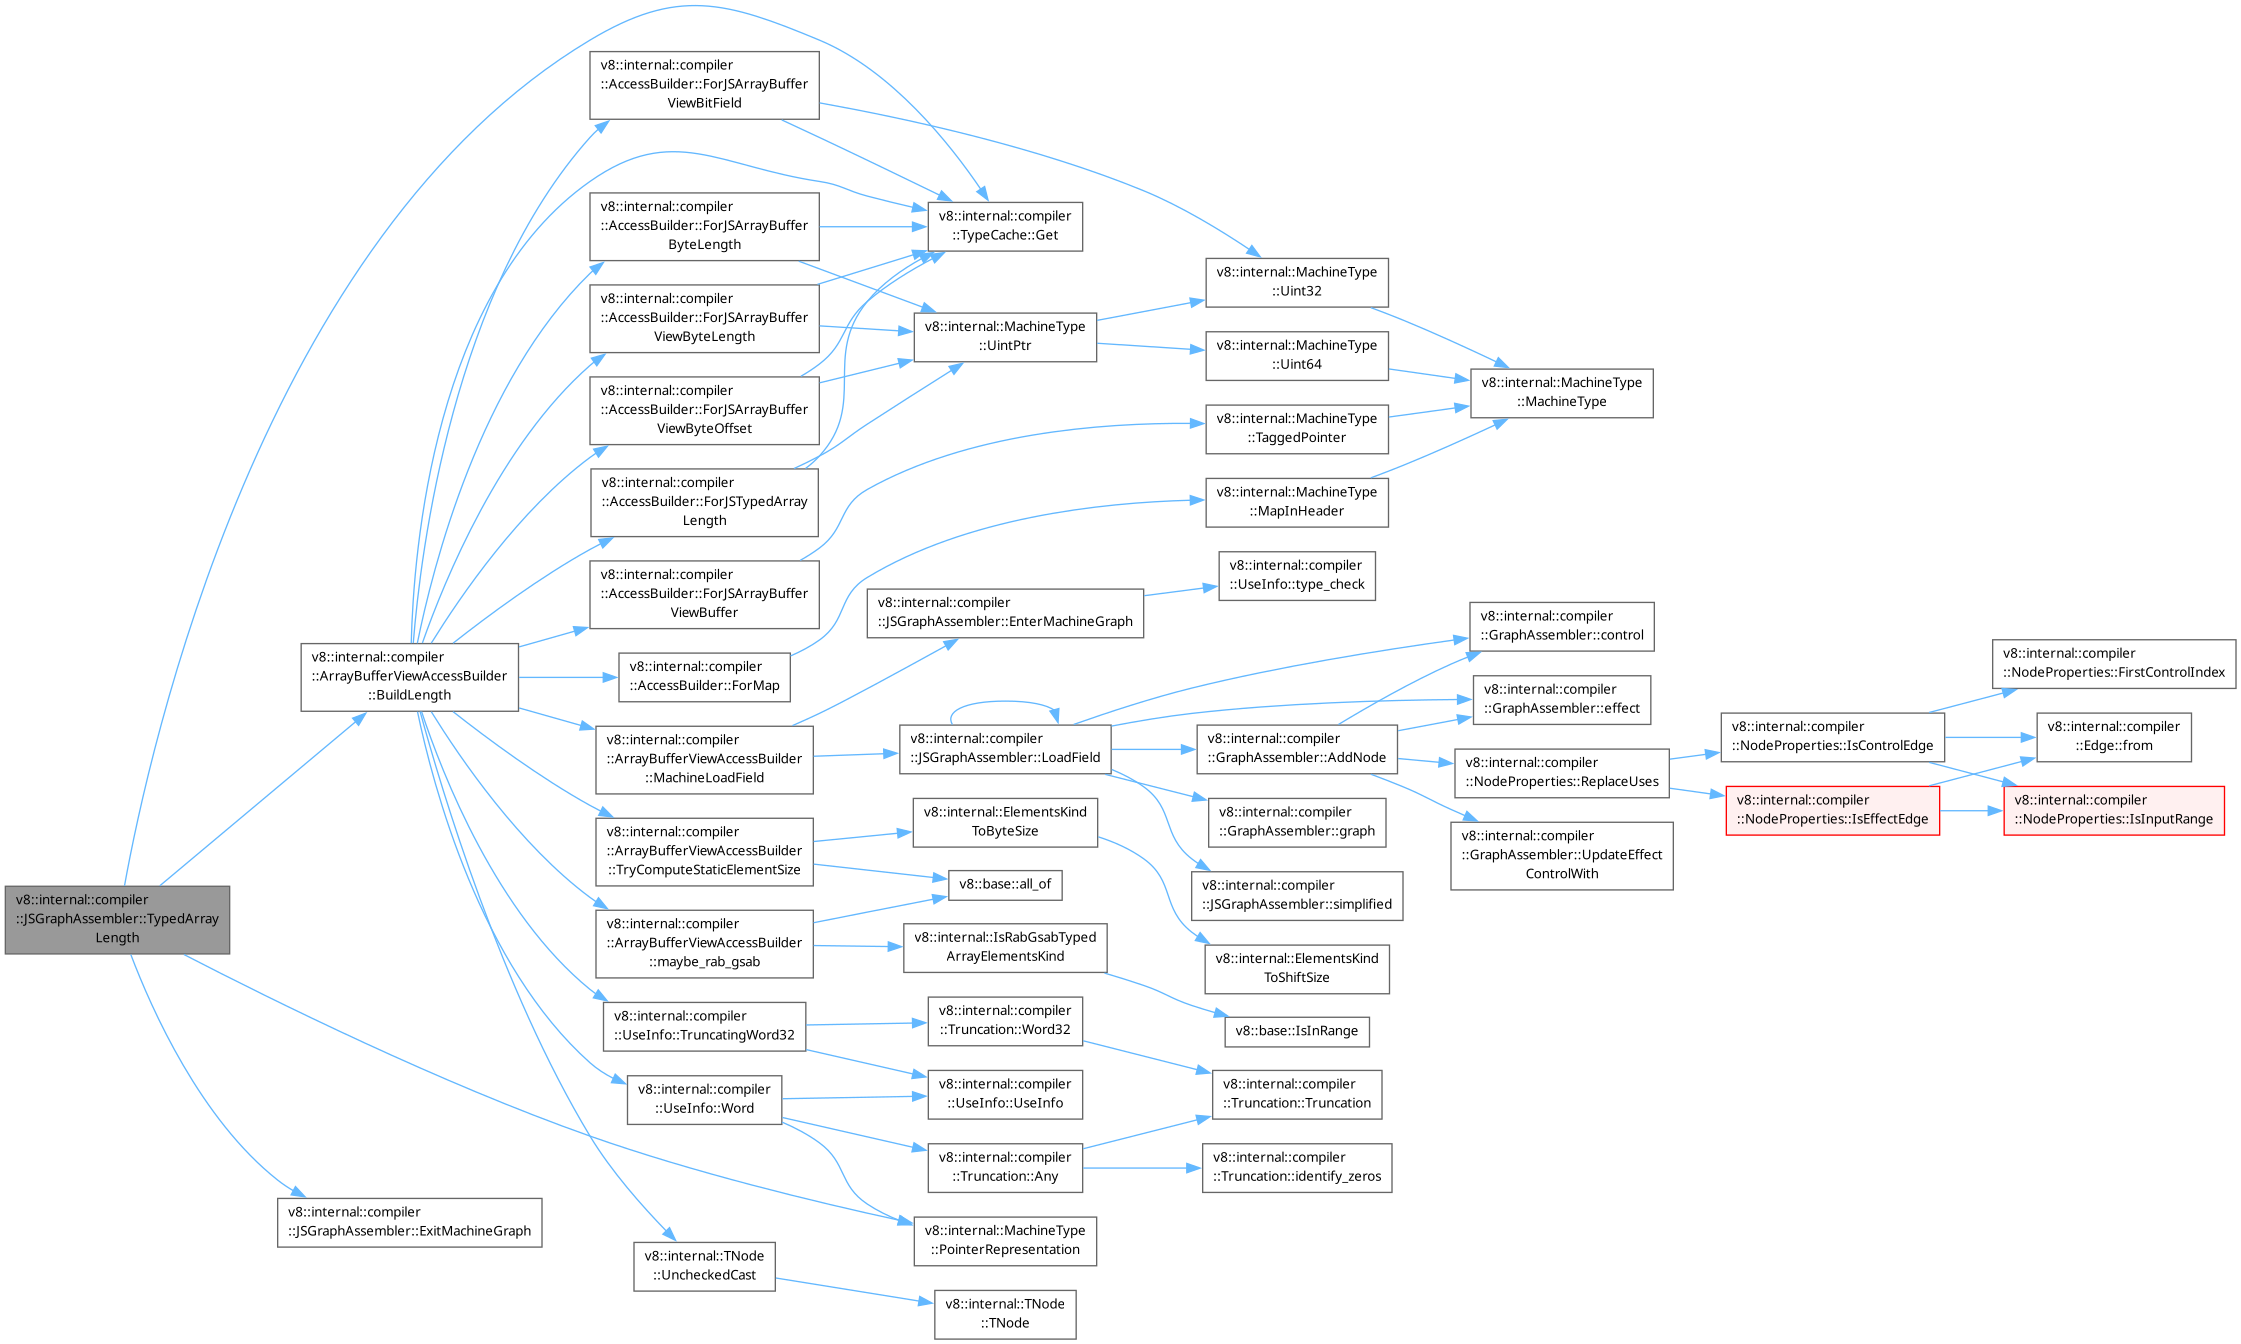 v8::internal::compiler
::JSGraphAssembler::TypedArray
Length
v8::internal::compiler
::ArrayBufferViewAccessBuilder
::BuildLength
v8::internal::compiler
::JSGraphAssembler::ExitMachineGraph
v8::internal::compiler
::AccessBuilder::ForJSArrayBuffer
ViewBitField
v8::internal::compiler
::AccessBuilder::ForJSArrayBuffer
ByteLength
v8::internal::compiler
::AccessBuilder::ForJSArrayBuffer
ViewByteLength
v8::internal::compiler
::AccessBuilder::ForJSArrayBuffer
ViewByteOffset
v8::internal::compiler
::AccessBuilder::ForJSTypedArray
Length
v8::internal::compiler
::AccessBuilder::ForJSArrayBuffer
ViewBuffer
v8::internal::compiler
::AccessBuilder::ForMap
v8::internal::compiler
::ArrayBufferViewAccessBuilder
::MachineLoadField
v8::internal::compiler
::ArrayBufferViewAccessBuilder
::TryComputeStaticElementSize
v8::internal::compiler
::ArrayBufferViewAccessBuilder
::maybe_rab_gsab
v8::internal::compiler
::UseInfo::TruncatingWord32
v8::internal::compiler
::UseInfo::Word
v8::internal::TNode
::UncheckedCast
v8::internal::compiler
::TypeCache::Get
v8::internal::MachineType
::UintPtr
v8::internal::compiler
::JSGraphAssembler::EnterMachineGraph
v8::internal::compiler
::JSGraphAssembler::LoadField
v8::internal::ElementsKind
ToByteSize
v8::base::all_of
v8::internal::IsRabGsabTyped
ArrayElementsKind
v8::internal::compiler
::Truncation::Word32
v8::internal::compiler
::UseInfo::UseInfo
v8::internal::compiler
::Truncation::Any
v8::internal::MachineType
::PointerRepresentation
v8::internal::TNode
::TNode
v8::internal::MachineType
::Uint32
v8::internal::MachineType
::Uint64
v8::internal::MachineType
::TaggedPointer
v8::internal::MachineType
::MapInHeader
v8::internal::compiler
::UseInfo::type_check
v8::internal::compiler
::GraphAssembler::AddNode
v8::internal::compiler
::GraphAssembler::graph
v8::internal::compiler
::JSGraphAssembler::simplified
v8::internal::ElementsKind
ToShiftSize
v8::base::IsInRange
v8::internal::compiler
::Truncation::Truncation
v8::internal::compiler
::Truncation::identify_zeros
v8::internal::MachineType
::MachineType
v8::internal::compiler
::GraphAssembler::control
v8::internal::compiler
::GraphAssembler::effect
v8::internal::compiler
::NodeProperties::ReplaceUses
v8::internal::compiler
::GraphAssembler::UpdateEffect
ControlWith
v8::internal::compiler
::NodeProperties::IsControlEdge
v8::internal::compiler
::NodeProperties::IsEffectEdge
v8::internal::compiler
::NodeProperties::FirstControlIndex
v8::internal::compiler
::Edge::from
v8::internal::compiler
::NodeProperties::IsInputRange